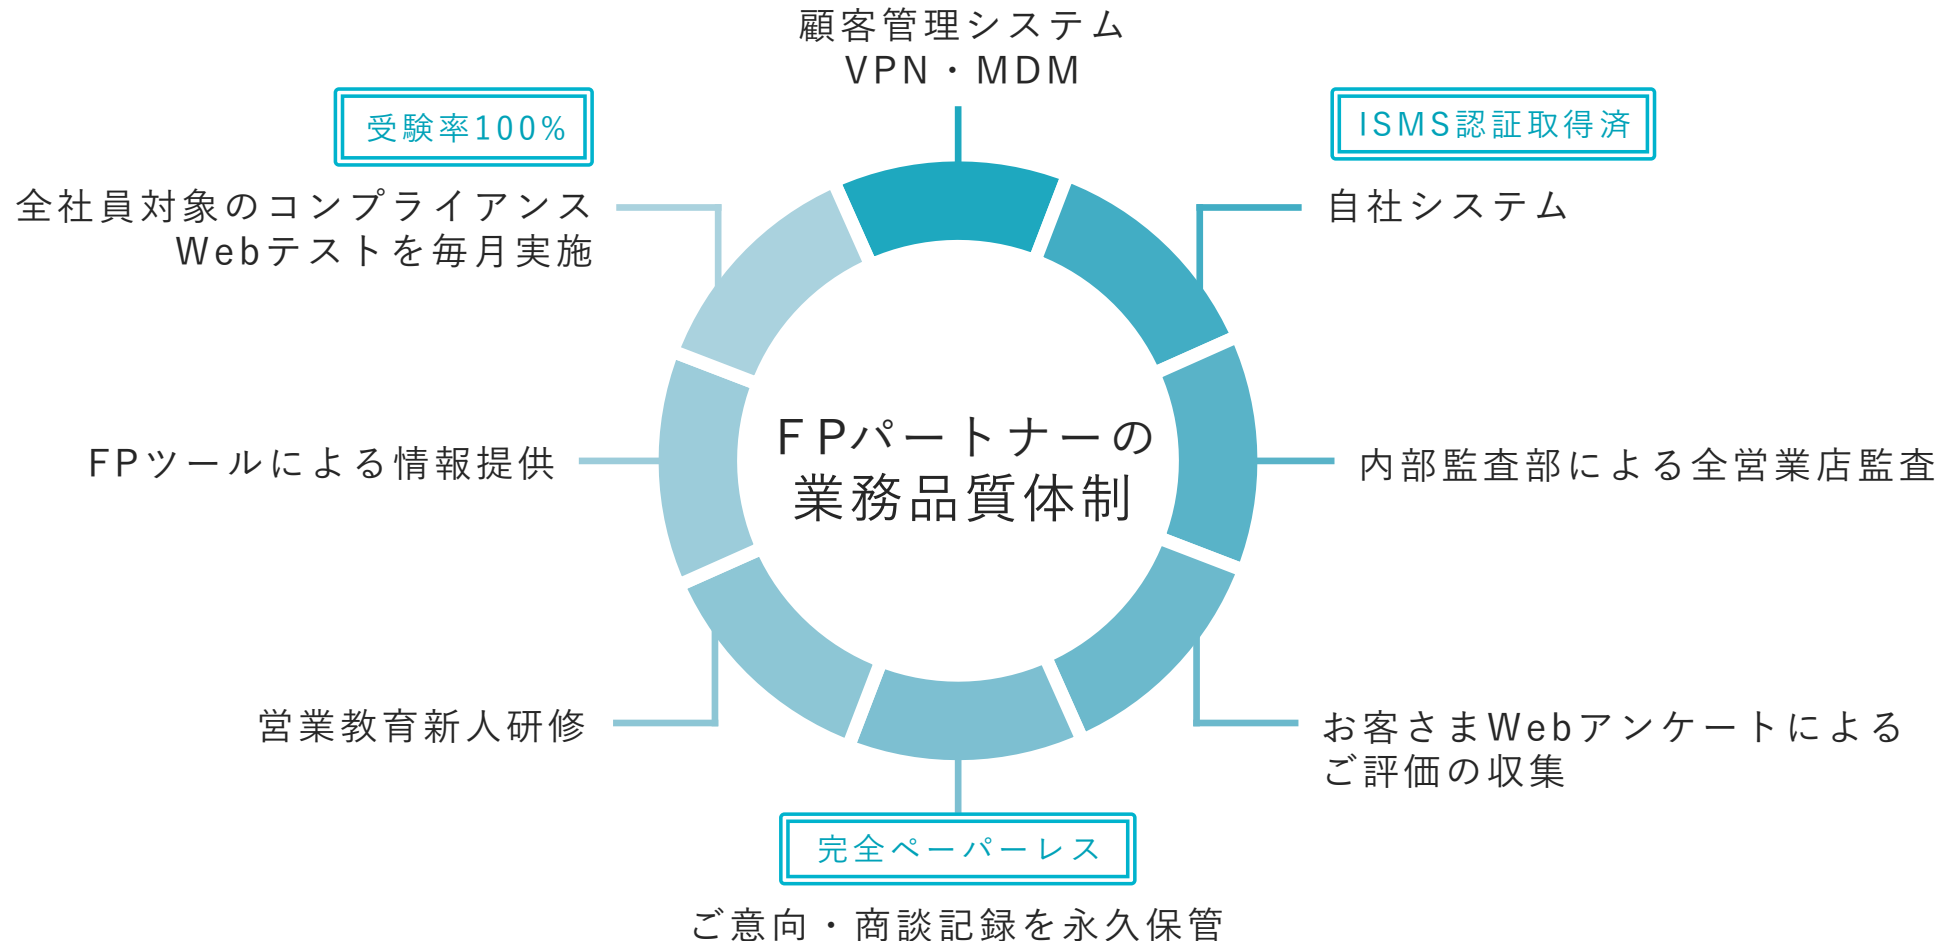 顧客管理システム
VPN・MDM
ISMS認証取得済
自社システム
内部監査部による全営業店監査
お客さまWebアンケートによる
ご評価の収集
完全ペーパーレス
ご意向・商談記録を永久保管
営業教育新人研修
FPツールによる情報提供
受験率100%
全社員対象のコンプライアンス
Webテストを毎月実施
FPパートナーの
業務品質体制